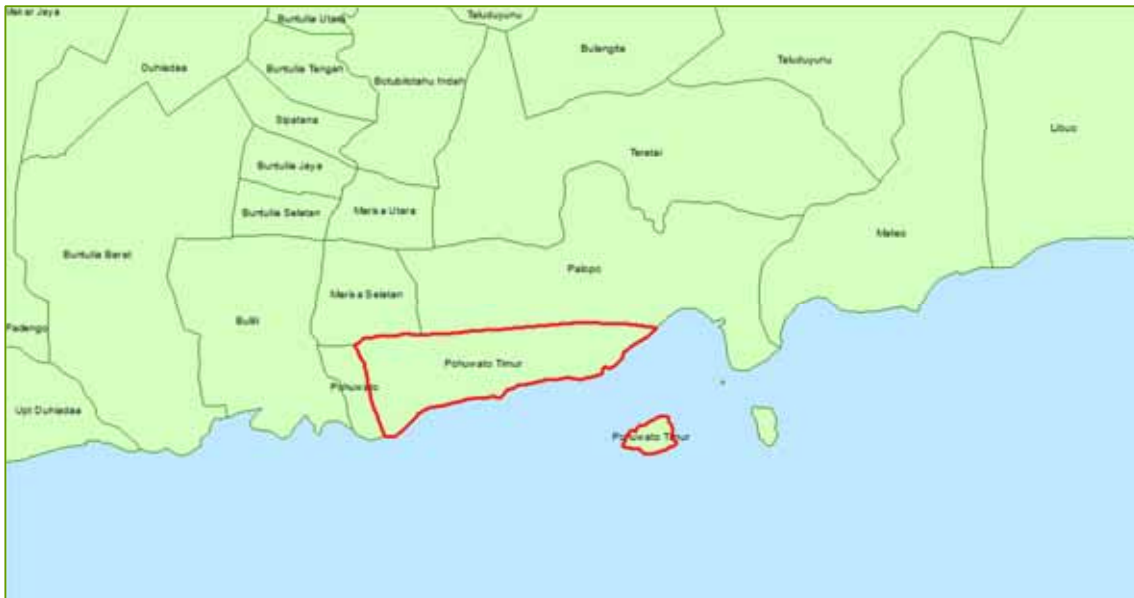 Buntulia Utara
Taluduyunu
Bulangita
Taluduyunu
Duhiadaa
Buntulia Tengah
Botubilotahu Indah
Sipatana
Libuo
Teratai
Buntulia Jaya
Buntulia Selatan
Marisa Utara
Maleo
Buntulia Barat
Palopo
Marisa Selatan
Bulili
Padengo
Pohuwato Timur
Pohuwato
Upt Duhiadaa
Pohuwato Timur